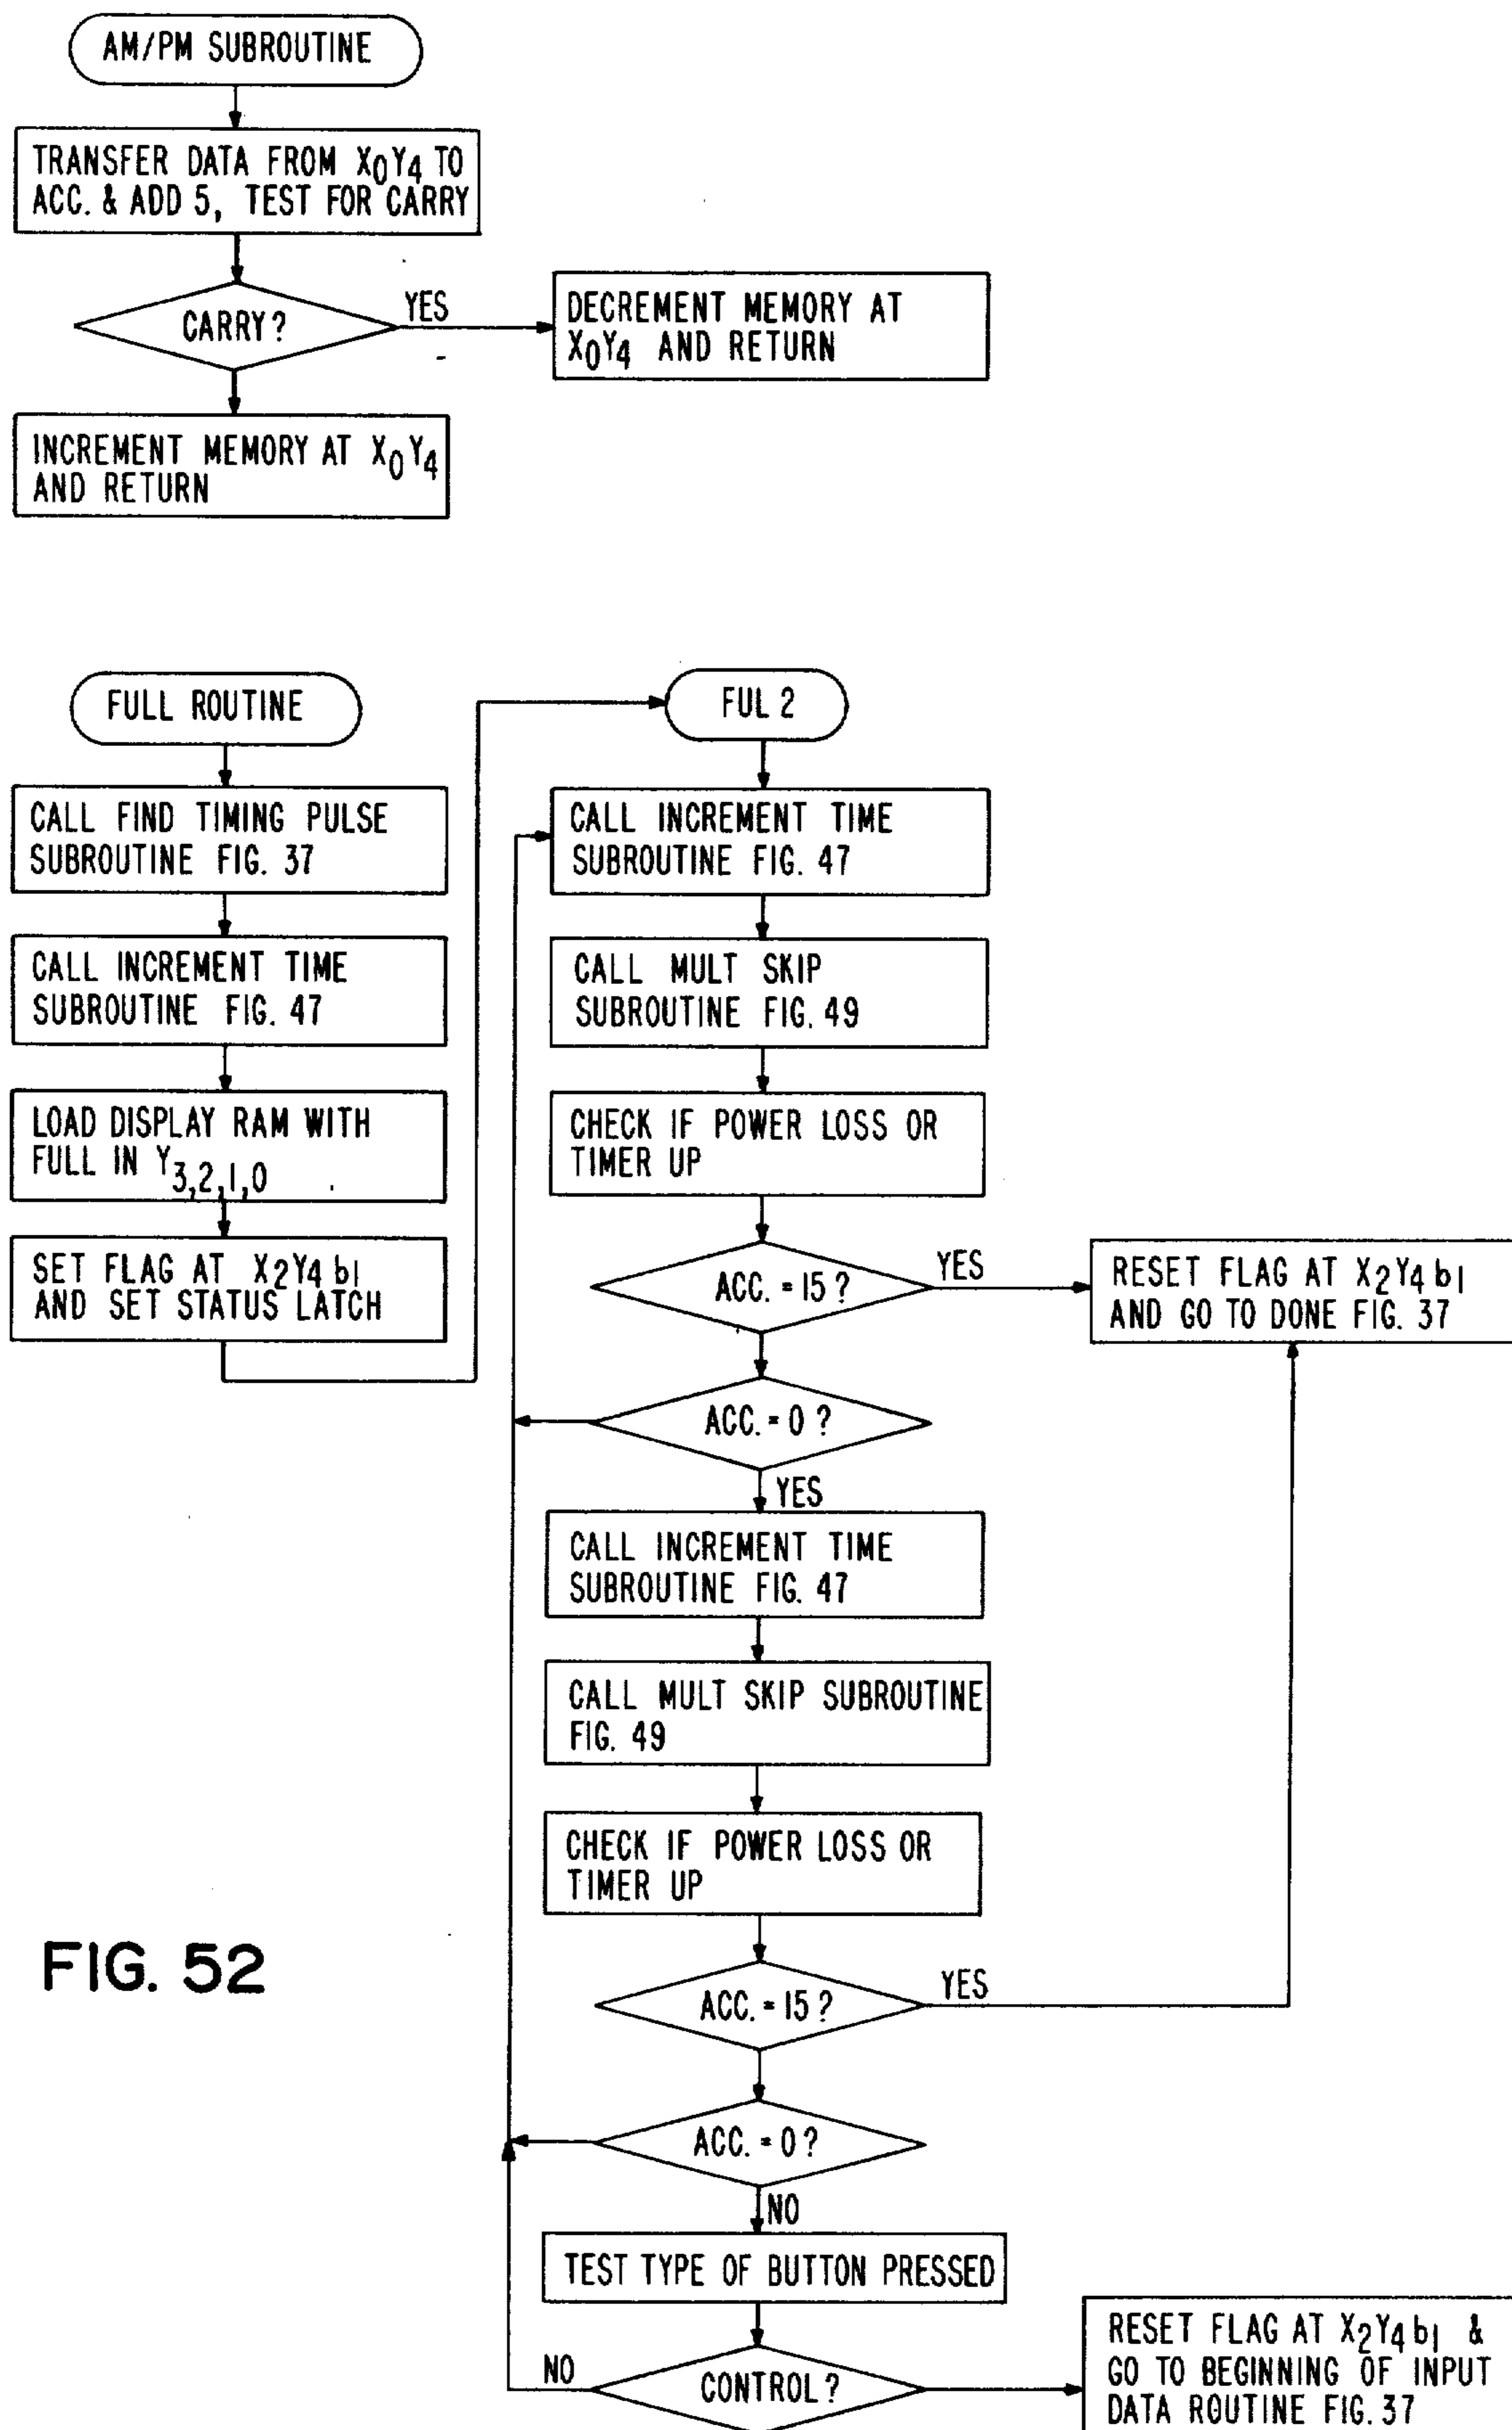 AM/PM SUBROUTINE
TRANSFER DATA FROM X0Y4 TO
ACC. & ADD 5, TEST FOR CARRY
CARRY?
YES
DECREMENT MEMORY AT
X0Y4 AND RETURN
INCREMENT MEMORY AT X0Y4
AND RETURN
FULL ROUTINE
CALL FIND TIMING PULSE
SUBROUTINE FIG. 37
CALL INCREMENT TIME
SUBROUTINE FIG. 47
LOAD DISPLAY RAM WITH
FULL IN Y3,2,1,0
SET FLAG AT X2Y4 b1
AND SET STATUS LATCH
FUL 2
CALL INCREMENT TIME
SUBROUTINE FIG. 47
CALL MULT SKIP
SUBROUTINE FIG. 49
CHECK IF POWER LOSS OR
TIMER UP
ACC. = 15 ?
YES
RESET FLAG AT X2Y4 b1
AND GO TO DONE FIG. 37
ACC. = 0 ?
YES
CALL INCREMENT TIME
SUBROUTINE FIG. 47
CALL MULT SKIP SUBROUTINE
FIG. 49
CHECK IF POWER LOSS OR
TIMER UP
ACC. = 15 ?
YES
ACC. = 0 ?
NO
TEST TYPE OF BUTTON PRESSED
CONTROL ?
NO
RESET FLAG AT X2Y4 b1 &
GO TO BEGINNING OF INPUT
DATA ROUTINE FIG. 37
FIG. 52